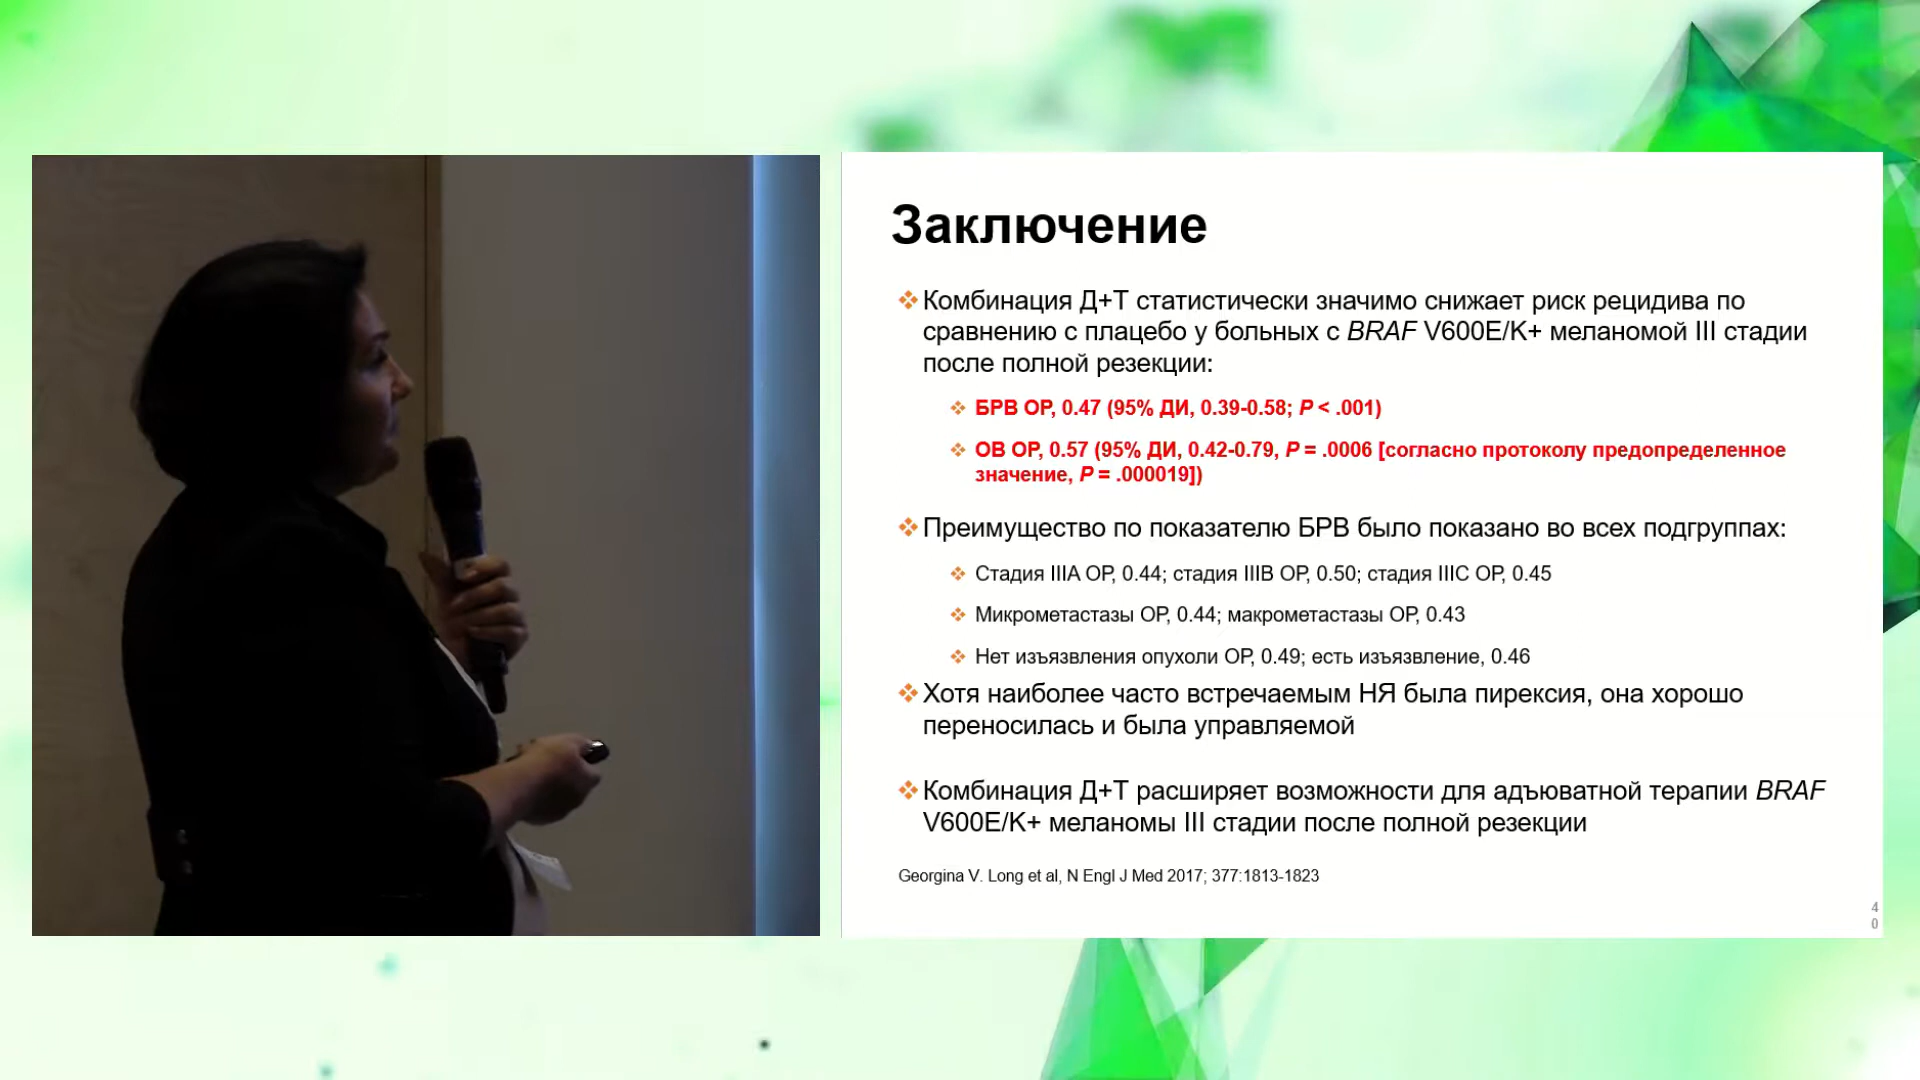 Заключение
Комбинация Д+Т статистически значимо снижает риск рецидива по
сравнению с плацебо у больных с BRAF V600E/K+ меланомой III стадии
после полной резекции:
БРВ ОР, 0.47 (95% ДИ, 0.39-0.58; P < .001)
ОВ ОР, 0.57 (95% ДИ, 0.42-0.79, P = .0006 [согласно протоколу предопределенное
значение, P = .000019])
Преимущество по показателю БРВ было показано во всех подгруппах:
Стадия IIIA ОР, 0.44; стадия IIIB ОР, 0.50; стадия IIIC ОР, 0.45
Микрометастазы ОР, 0.44; макрометастазы ОР, 0.43
Нет изъязвления опухоли ОР, 0.49; есть изъязвление, 0.46
Хотя наиболее часто встречаемым НЯ была пирексия, она хорошо
переносилась и была управляемой
Комбинация Д+Т расширяет возможности для адъюватной терапии BRAF
V600E/K+ меланомы III стадии после полной резекции
Georgina V. Long et al, N Engl J Med 2017; 377:1813-1823
4
0